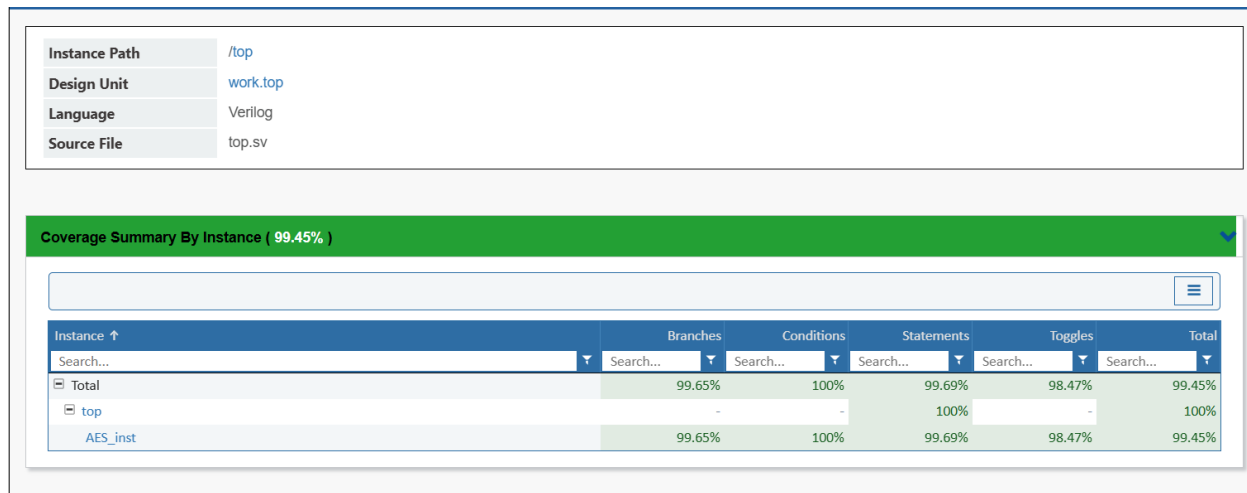 Instance Path /top
Design Unit work.top
Language Verilog
Source File top.sv
Coverage Summary By Instance ( 99.45% )
Instance ↑ Branches Conditions Statements Toggles Total
Search... Search... Search... Search... Search... Search...
Total 99.65% 100% 99.69% 98.47% 99.45%
top - - 100% - 100%
AES_inst 99.65% 100% 99.69% 98.47% 99.45%